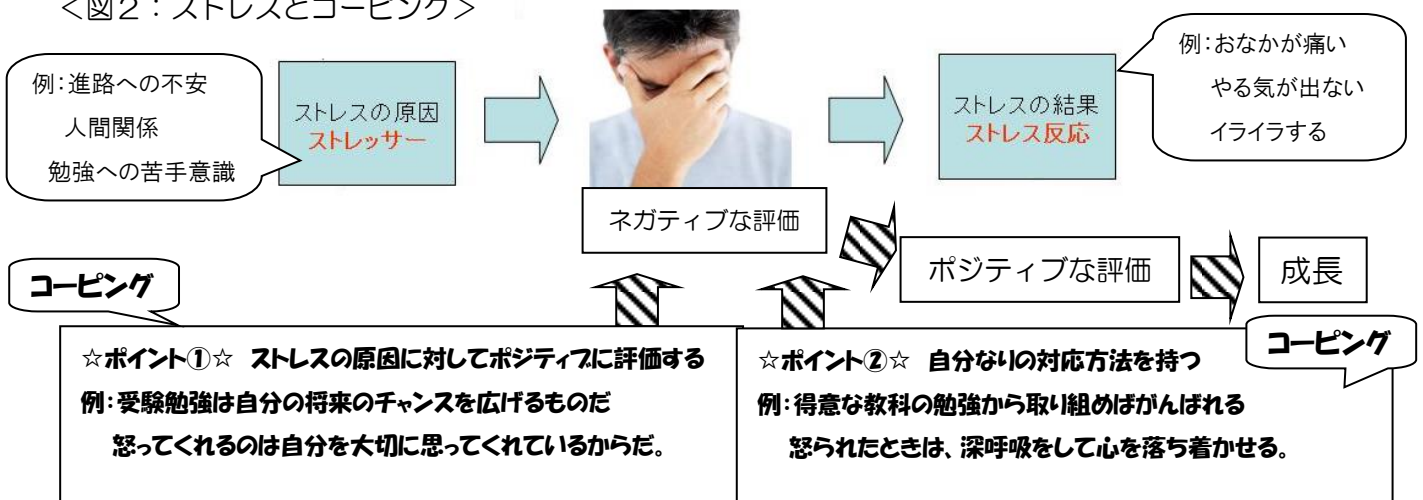 <図2:ストレスとコーピング>
例:進路への不安
人間関係
勉強への苦手意識
ストレスの原因
ストレッサー
ストレスの結果
ストレス反応
例:おなかが痛い
やる気が出ない
イライラする
ネガティブな評価
ポジティブな評価
成長
コーピング
☆ポイント①☆ ストレスの原因に対してポジティブに評価する
例:受験勉強は自分の将来のチャンスを広げるものだ
怒ってくれるのは自分を大切に思ってくれているからだ。
コーピング
☆ポイント②☆ 自分なりの対応方法を持つ
例:得意な教科の勉強から取り組めばがんばれる
怒られたときは、深呼吸をして心を落ち着かせる。